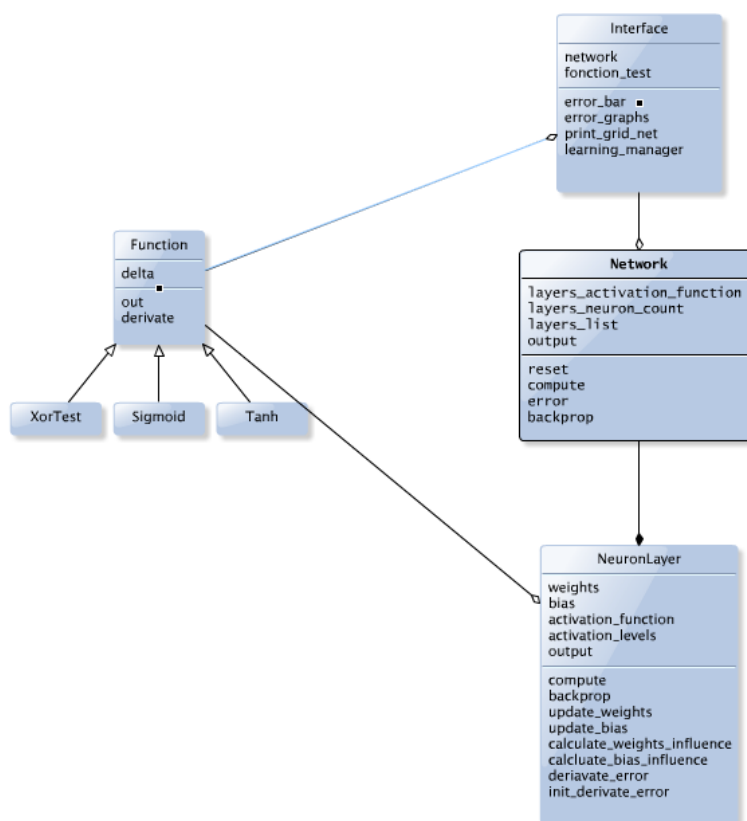 Interface
network
fonction_test
error_bar
error_graphs
print_grid_net
learning_manager
Function
delta
out
derivate
XorTest
Sigmoid
Tanh
Network
layers_activation_function
layers_neuron_count
layers_list
output
reset
compute
error
backprop
NeuronLayer
weights
bias
activation_function
activation_levels
output
compute
backprop
update_weights
update_bias
calculate_weights_influence
calcluate_bias_influence
deriavate_error
init_derivate_error